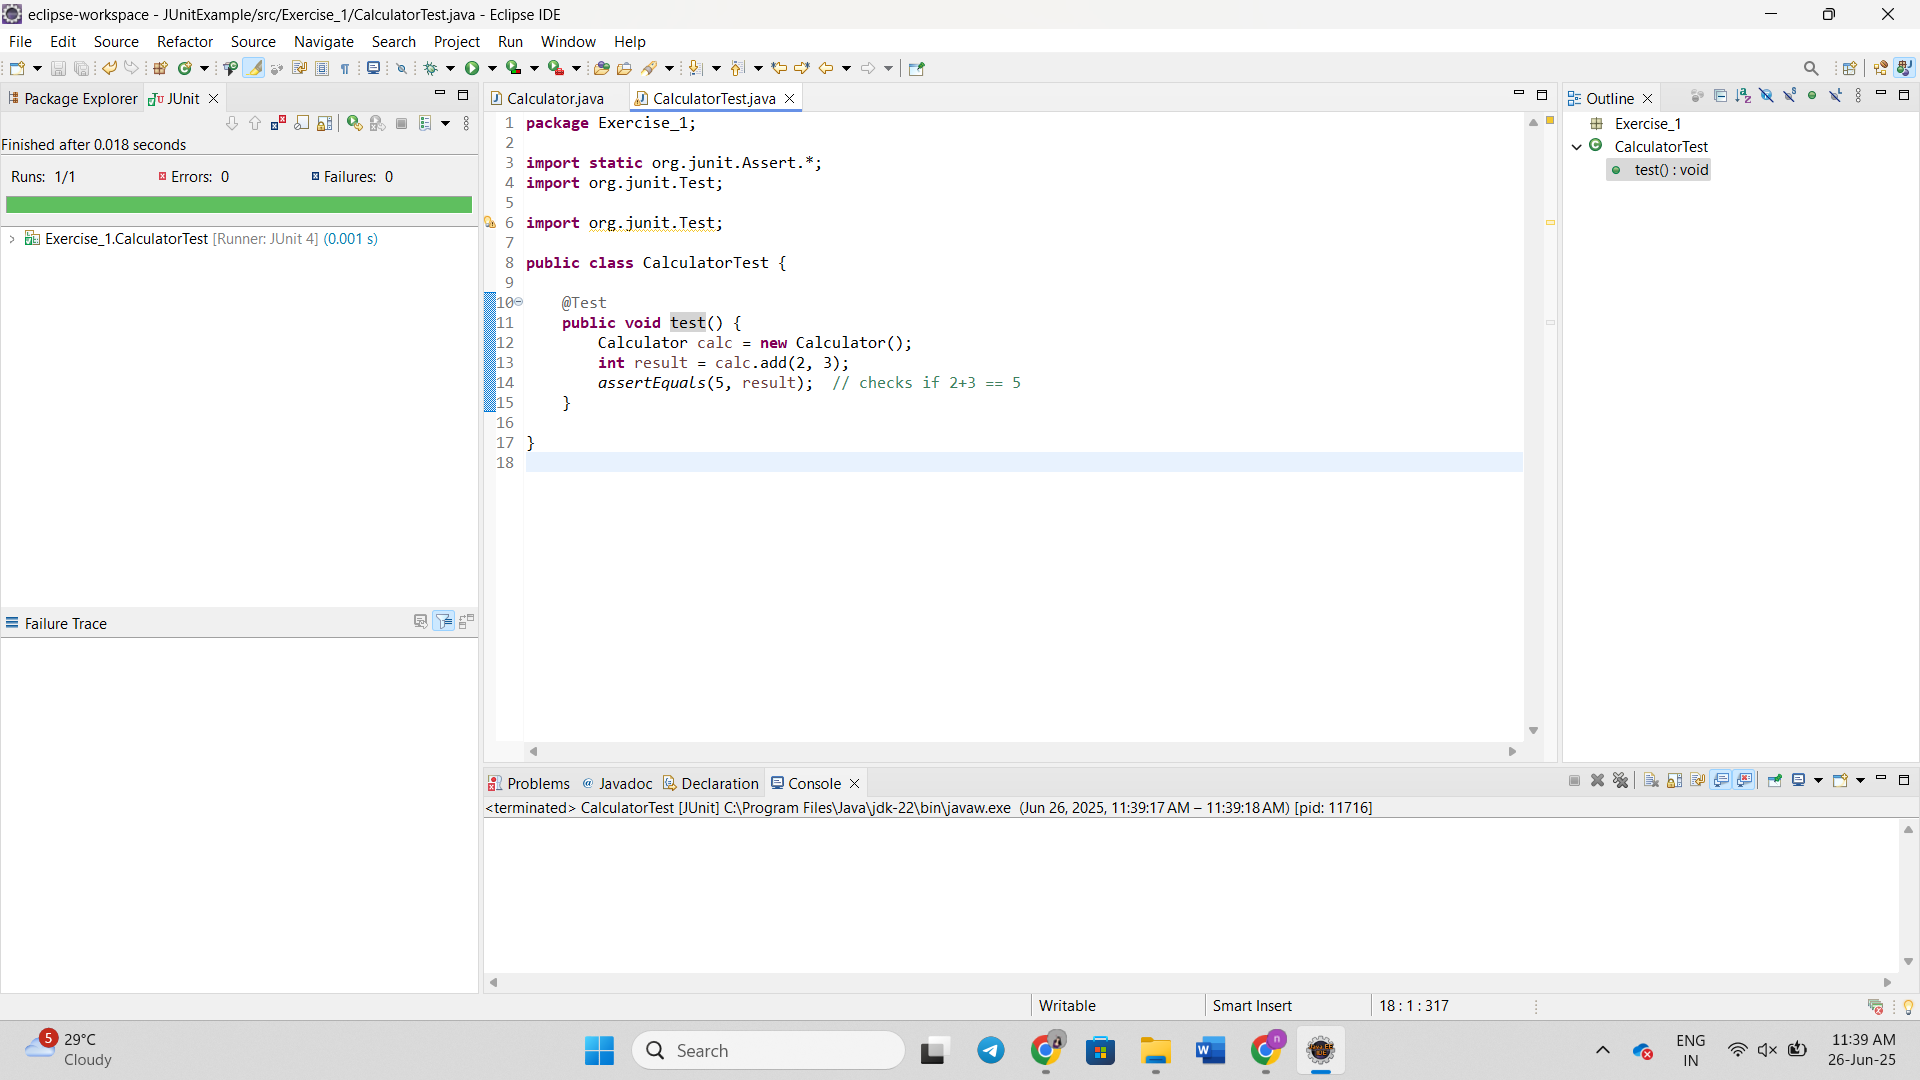 eclipse-workspace - JUnitExample/src/Exercise_1/CalculatorTest.java - Eclipse IDE
File Edit Source Refactor Source Navigate Search Project Run Window Help
Package Explorer JUnit
Finished after 0.018 seconds
Runs: 1/1 Errors: 0 Failures: 0
Exercise_1.CalculatorTest [Runner: JUnit 4] (0.001 s)
Failure Trace
Calculator.java CalculatorTest.java
1 package Exercise_1;
2
3 import static org.junit.Assert.*;
4 import org.junit.Test;
5
6 import org.junit.Test;
7
8 public class CalculatorTest {
9
10 @Test
11 public void test() {
12 Calculator calc = new Calculator();
13 int result = calc.add(2, 3);
14 assertEquals(5, result); // checks if 2+3 == 5
15 }
16
17 }
18
Outline
Exercise_1
CalculatorTest
test() : void
Problems Javadoc Declaration Console
<terminated> CalculatorTest [JUnit] C:\Program Files\Java\jdk-22\bin\javaw.exe (Jun 26, 2025, 11:39:17 AM – 11:39:18 AM) [pid: 11716]
Writable Smart Insert 18 : 1 : 317
5
29°C
Cloudy
Search
ENG
IN
11:39 AM
26-Jun-25